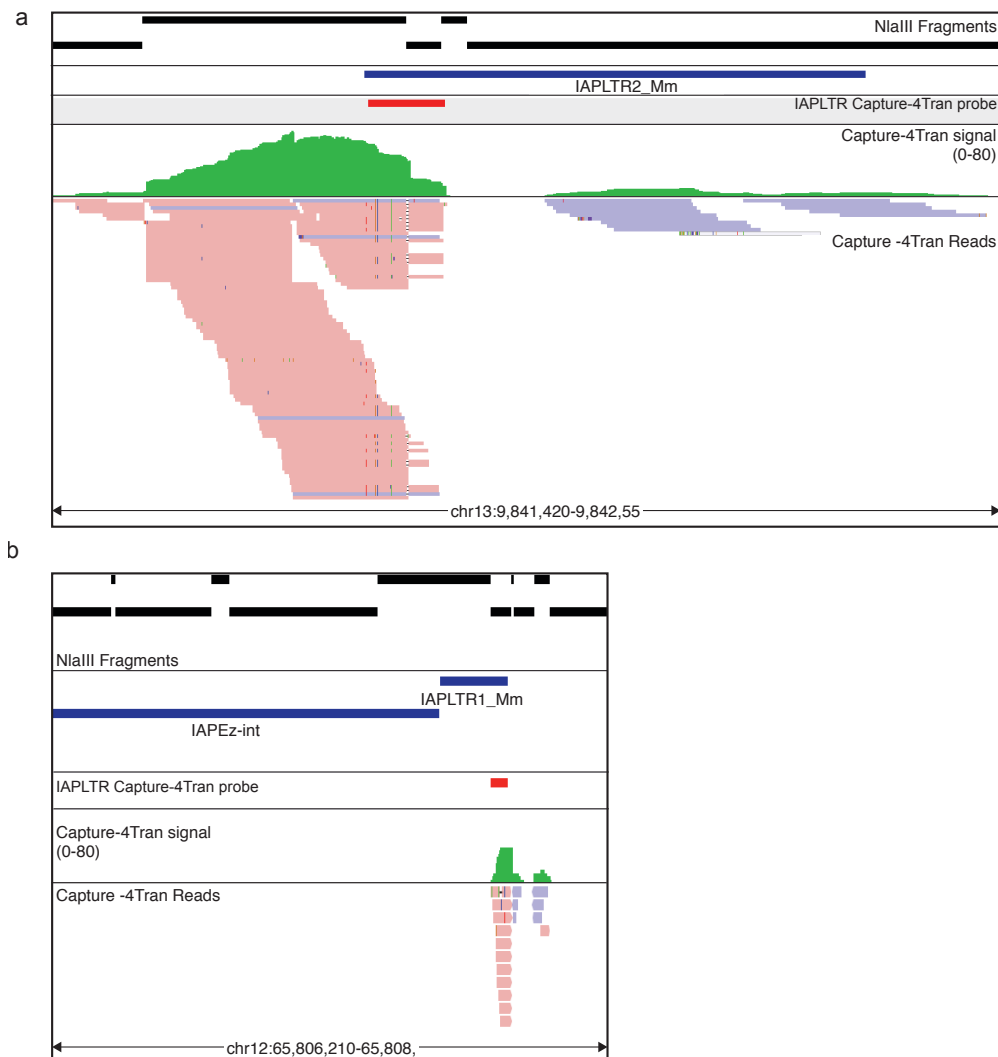 a
NlaIII Fragments
IAPLTR2_Mm
IAPLTR Capture-4Tran probe
Capture-4Tran signal
(0-80)
Capture -4Tran Reads
chr13:9,841,420-9,842,55
b
NlaIII Fragments
IAPLTR1_Mm
IAPEz-int
IAPLTR Capture-4Tran probe
Capture-4Tran signal
(0-80)
Capture -4Tran Reads
chr12:65,806,210-65,808,